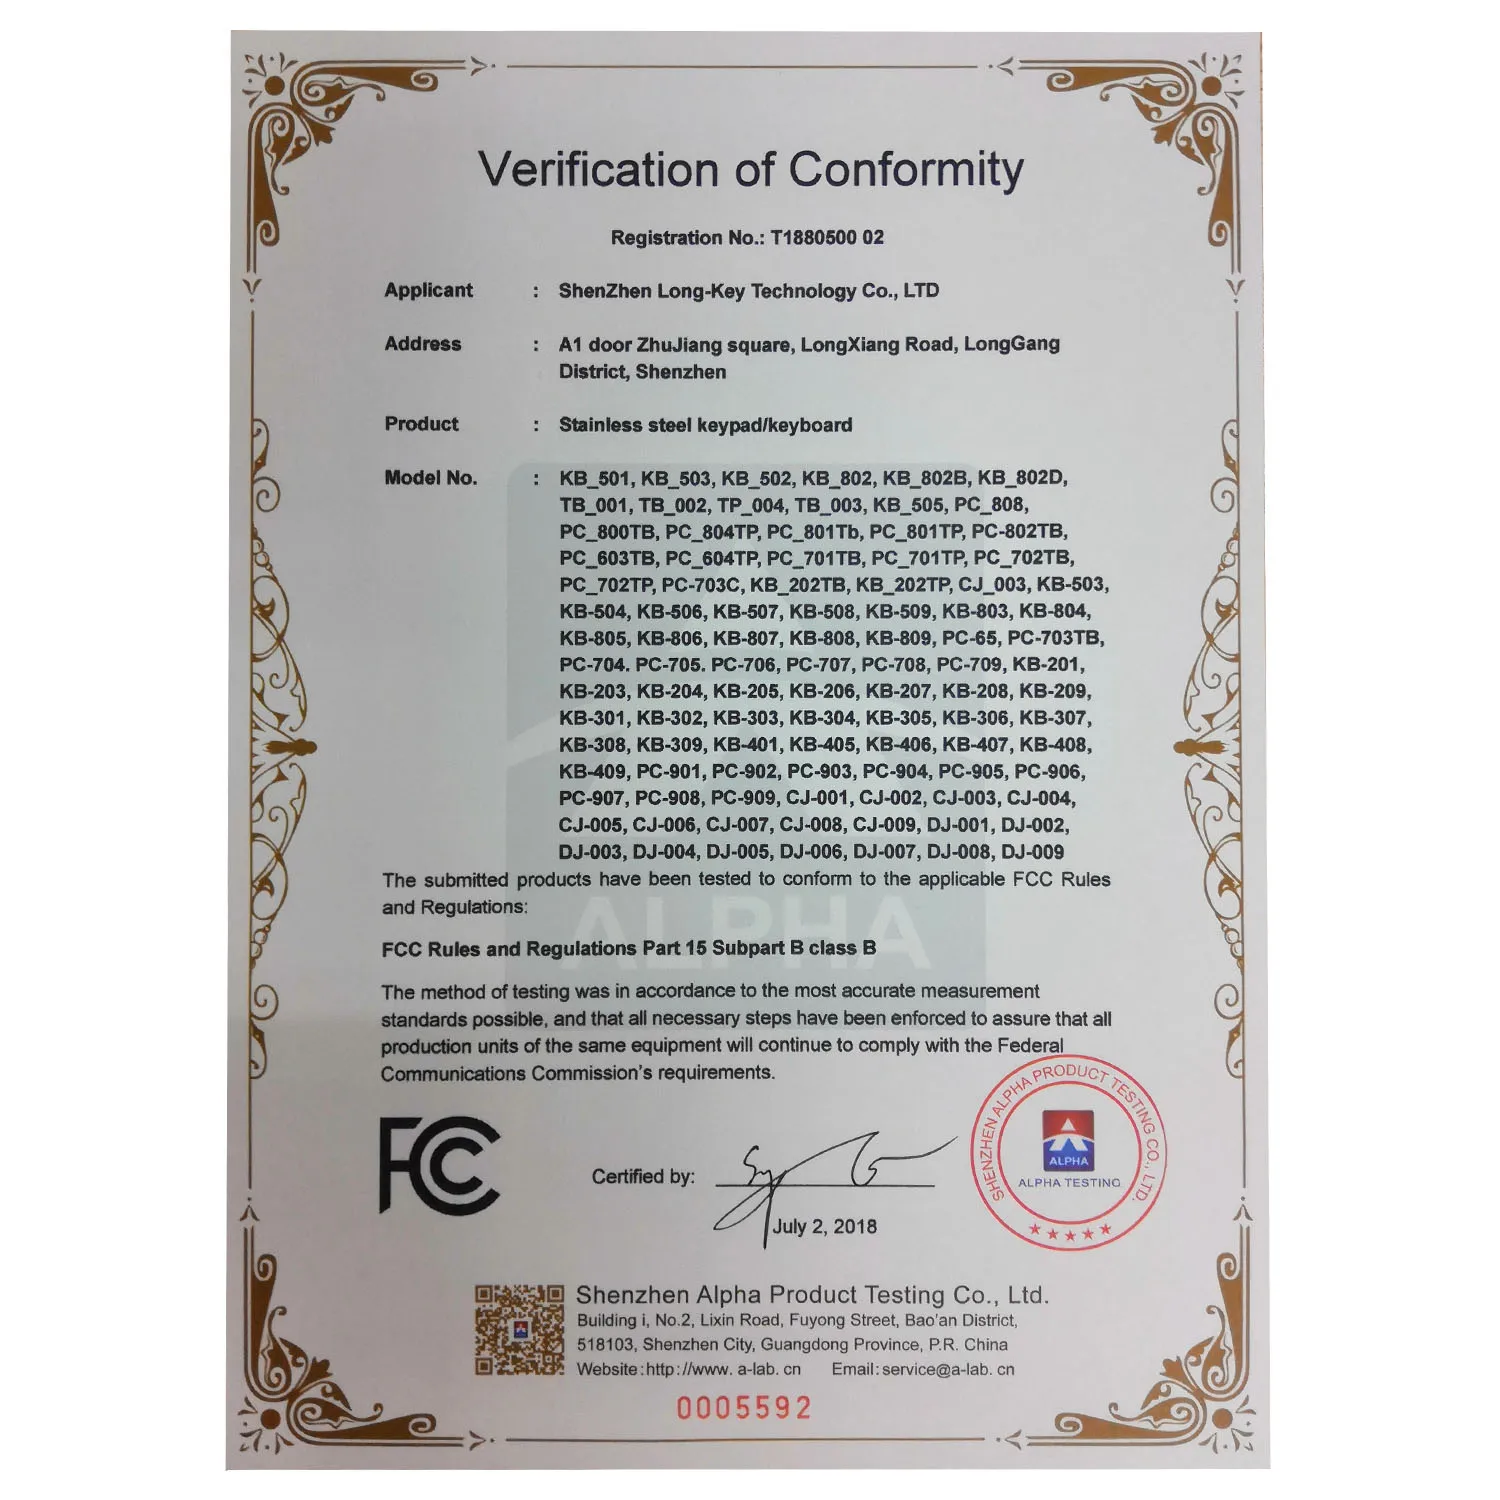 Verification of Conformity
Registration No.: T1880500 02
Applicant : ShenZhen Long-Key Technology Co., LTD
Address : A1 door ZhuJiang square, LongXiang Road, LongGang
District, Shenzhen
Product : Stainless steel keypad/keyboard
Model No. : KB_501, KB_503, KB_502, KB_802, KB_802B, KB_802D,
TB_001, TB_002, TP_004, TB_003, KB_505, PC_808,
PC_800TB, PC_804TP, PC_801Tb, PC_801TP, PC-802TB,
PC_603TB, PC_604TP, PC_701TB, PC_701TP, PC_702TB,
PC_702TP, PC-703C, KB_202TB, KB_202TP, CJ_003, KB-503,
KB-504, KB-506, KB-507, KB-508, KB-509, KB-803, KB-804,
KB-805, KB-806, KB-807, KB-808, KB-809, PC-65, PC-703TB,
PC-704. PC-705. PC-706, PC-707, PC-708, PC-709, KB-201,
KB-203, KB-204, KB-205, KB-206, KB-207, KB-208, KB-209,
KB-301, KB-302, KB-303, KB-304, KB-305, KB-306, KB-307,
KB-308, KB-309, KB-401, KB-405, KB-406, KB-407, KB-408,
KB-409, PC-901, PC-902, PC-903, PC-904, PC-905, PC-906,
PC-907, PC-908, PC-909, CJ-001, CJ-002, CJ-003, CJ-004,
CJ-005, CJ-006, CJ-007, CJ-008, CJ-009, DJ-001, DJ-002,
DJ-003, DJ-004, DJ-005, DJ-006, DJ-007, DJ-008, DJ-009
The submitted products have been tested to conform to the applicable FCC Rules
and Regulations:
ALPHA
FCC Rules and Regulations Part 15 Subpart B class B
The method of testing was in accordance to the most accurate measurement
standards possible, and that all necessary steps have been enforced to assure that all
production units of the same equipment will continue to comply with the Federal
Communications Commission's requirements.
FCC
Certified by:
July 2, 2018
SHENZHEN ALPHA PRODUCT TESTING CO., LTD.
ALPHA
ALPHA TESTING
Shenzhen Alpha Product Testing Co., Ltd.
Building i, No.2, Lixin Road, Fuyong Street, Bao'an District,
518103, Shenzhen City, Guangdong Province, P.R. China
Website:http://www. a-lab. cn Email:service@a-lab. cn
0005592